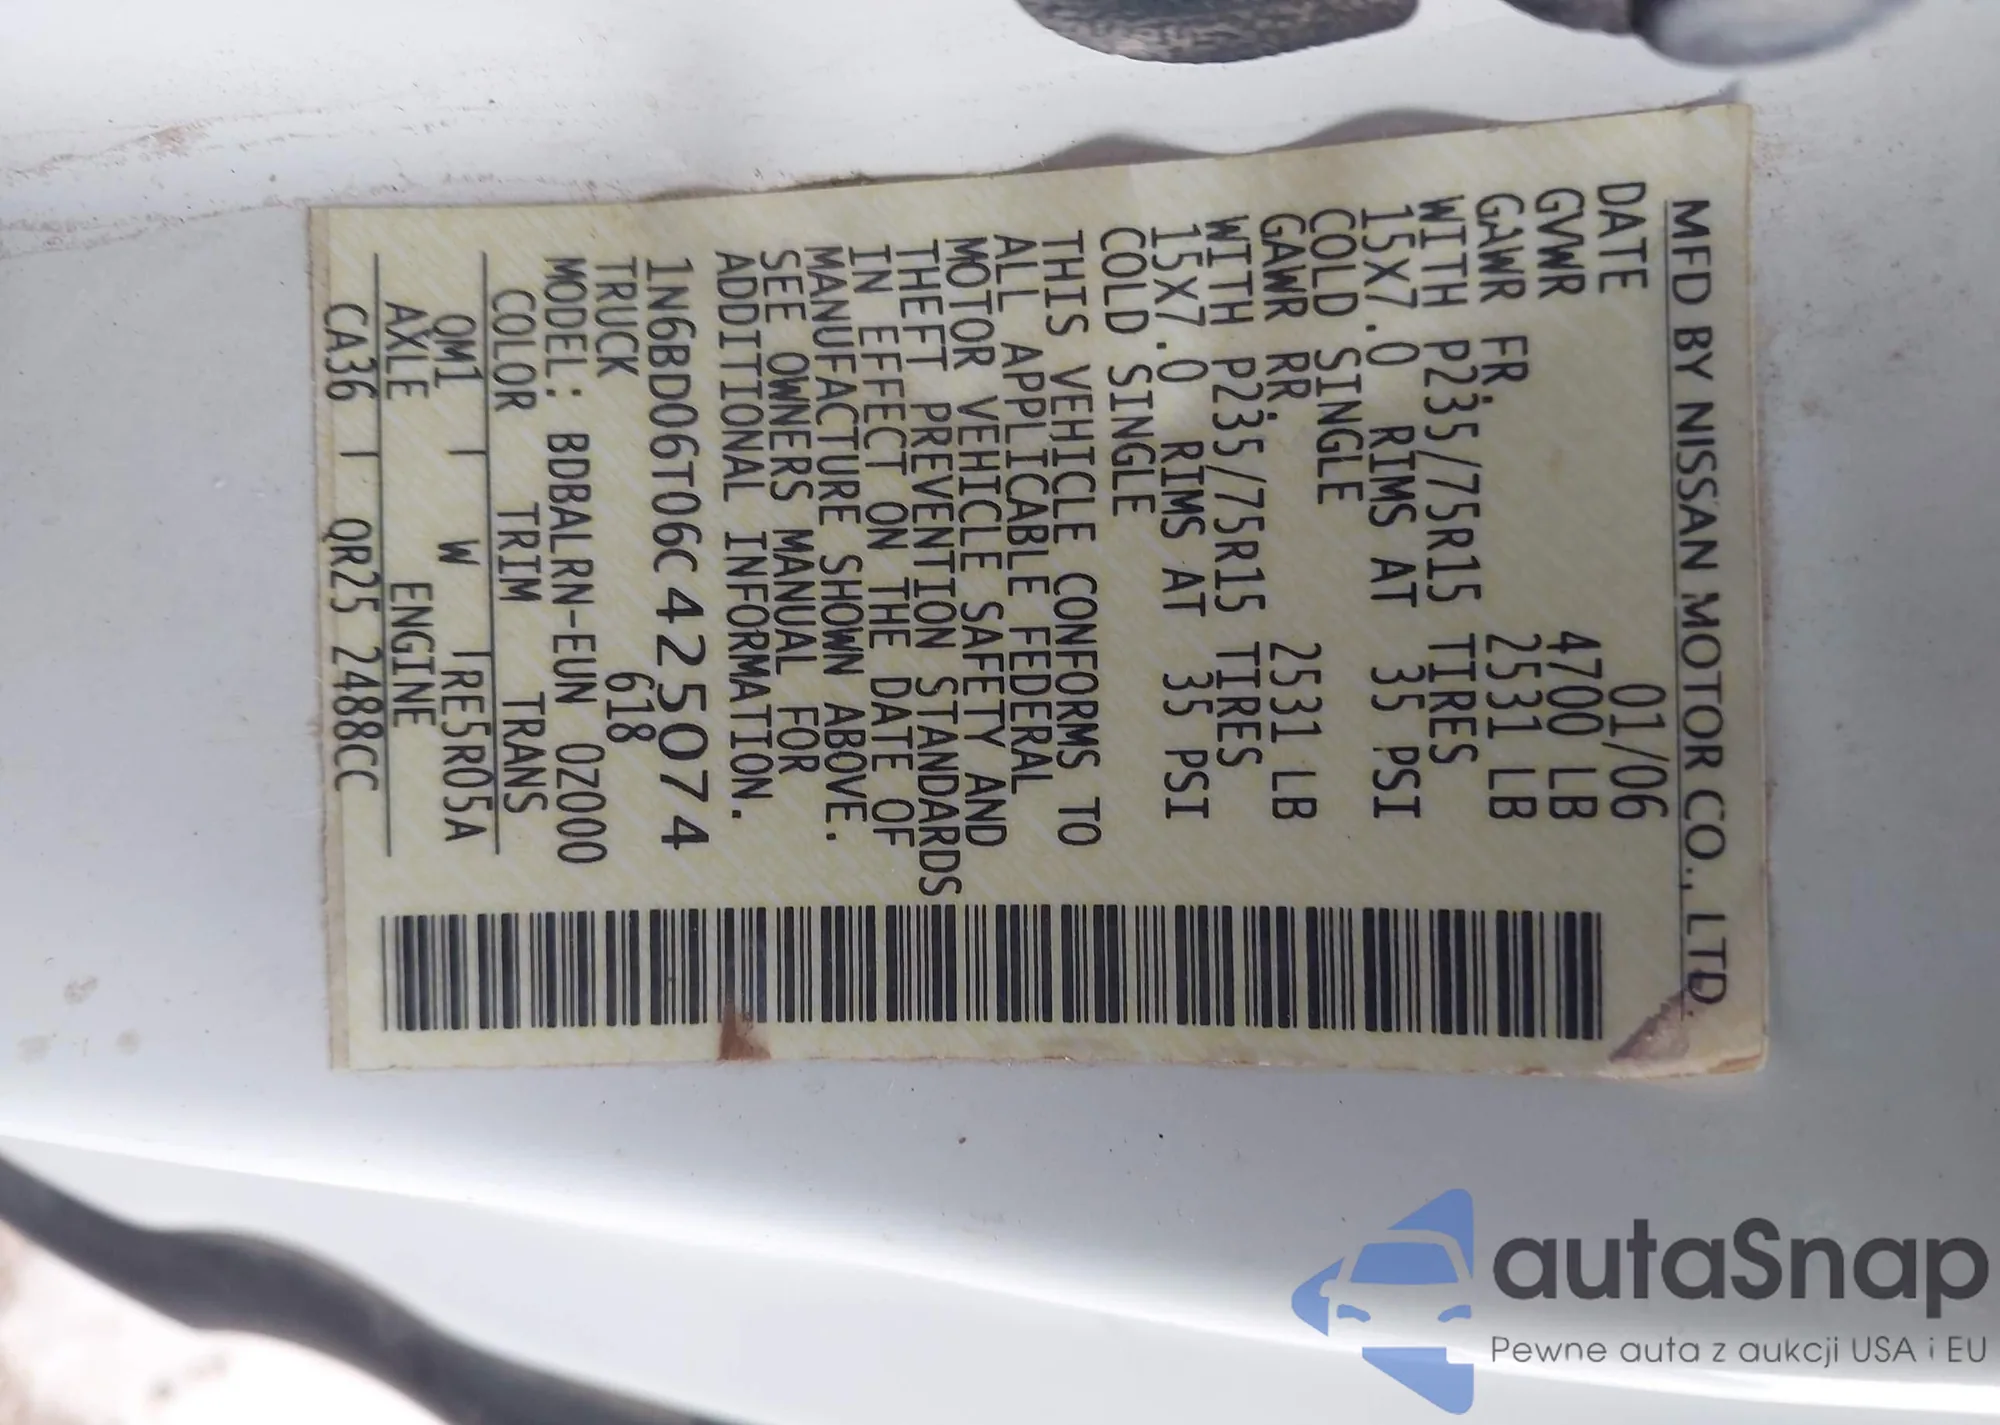 MFD BY NISSAN MOTOR CO., LTD
DATE 01/06
GVWR 4700 LB
GAWR FR. 2531 LB
WITH P235/75R15 TIRES
15X7.0 RIMS AT 35 PSI
COLD SINGLE
GAWR RR. 2531 LB
WITH P235/75R15 TIRES
15X7.0 RIMS AT 35 PSI
COLD SINGLE
THIS VEHICLE CONFORMS TO
ALL APPLICABLE FEDERAL
MOTOR VEHICLE SAFETY AND
THEFT PREVENTION STANDARDS
IN EFFECT ON THE DATE OF
MANUFACTURE SHOWN ABOVE.
SEE OWNERS MANUAL FOR
ADDITIONAL INFORMATION.
1N6BD06T06C425074
TRUCK 618
MODEL: BDBALRN-EUN 0Z000
COLOR TRIM TRANS
QM1 W RE5R05A
AXLE ENGINE
CA36 QR25 2488CC
autaSnap
Pewne auta z aukcji USA i EU